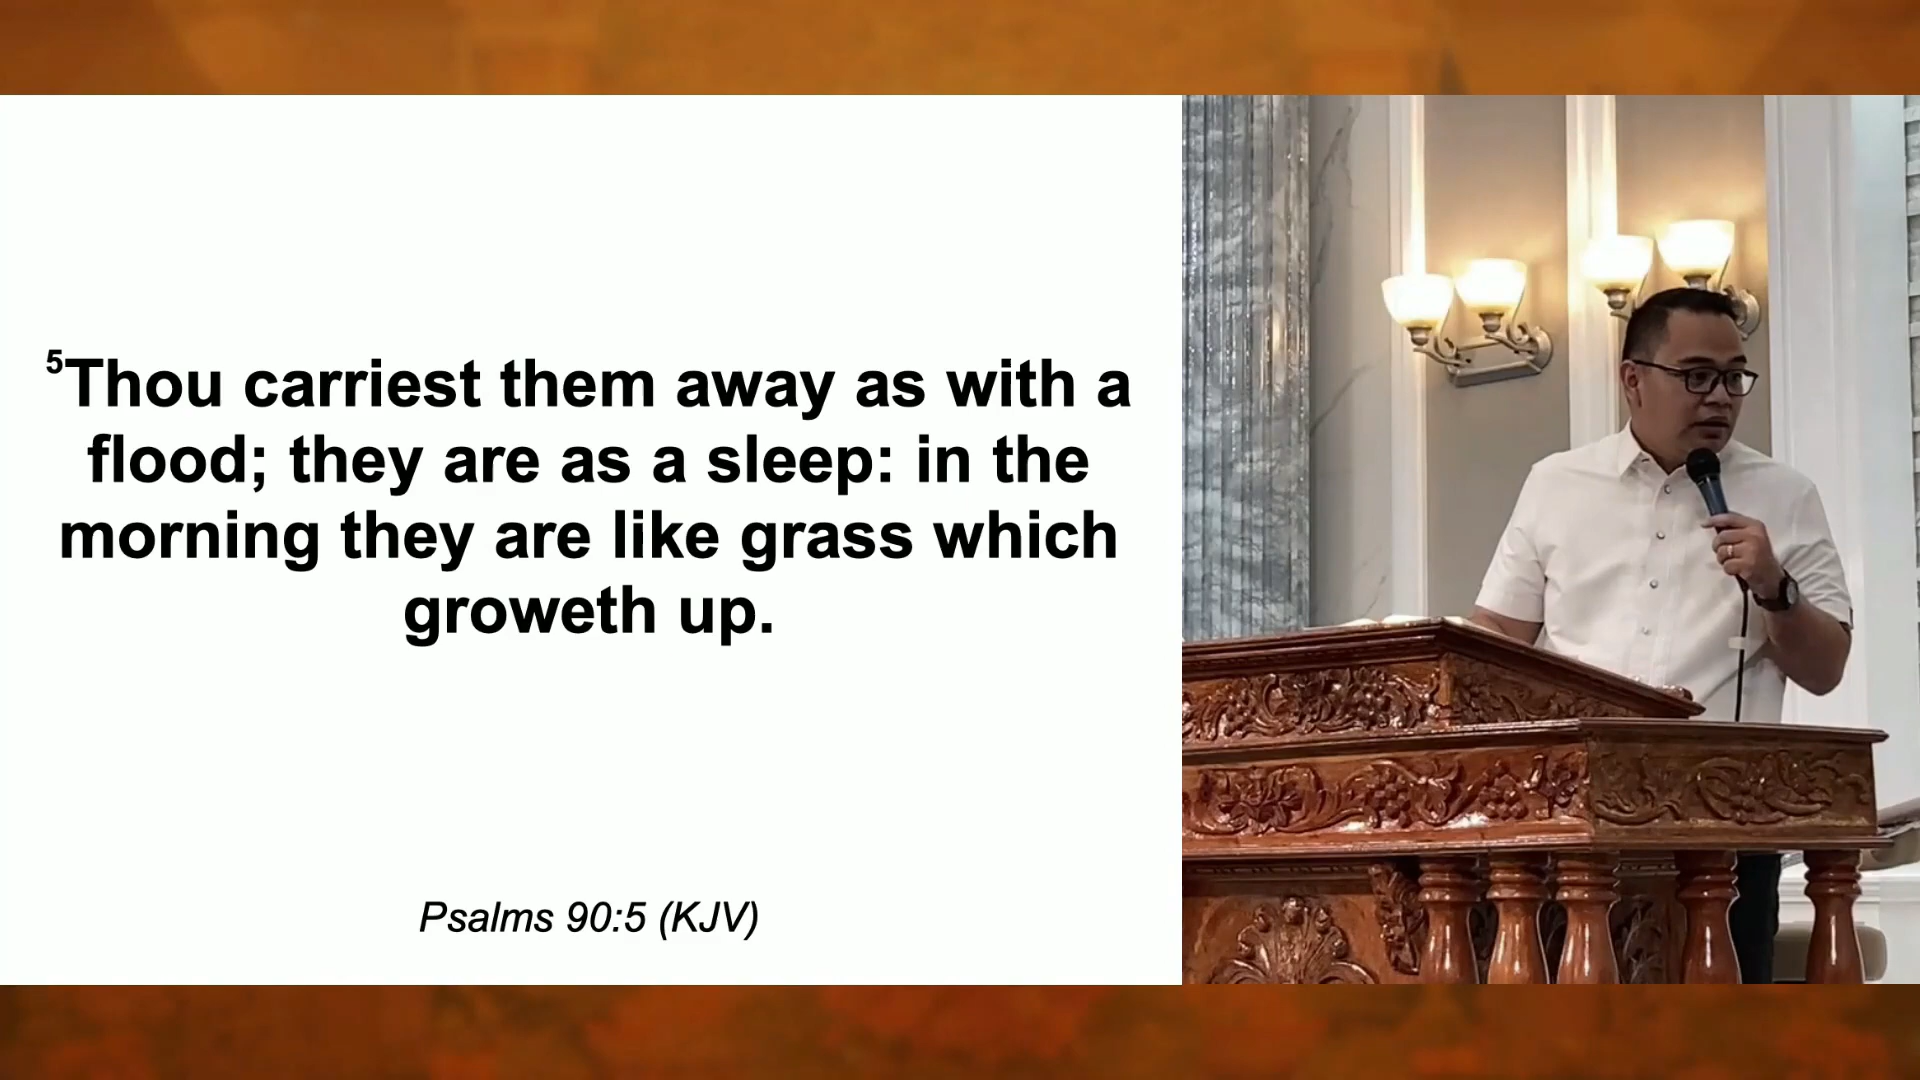 ⁵Thou carriest them away as with a
flood; they are as a sleep: in the
morning they are like grass which
groweth up.
Psalms 90:5 (KJV)